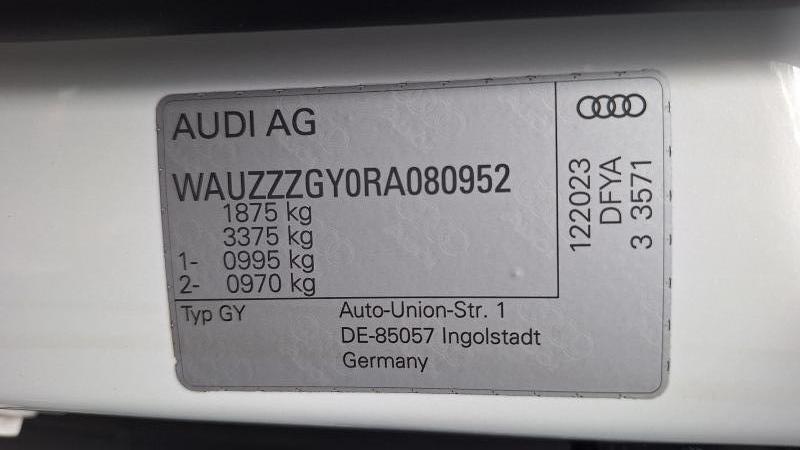 AUDI AG
WAUZZZGY0RA080952
1875 kg
3375 kg
1- 0995 kg
2- 0970 kg
Typ GY
Auto-Union-Str. 1
DE-85057 Ingolstadt
Germany
122023
DFYA
3 3571